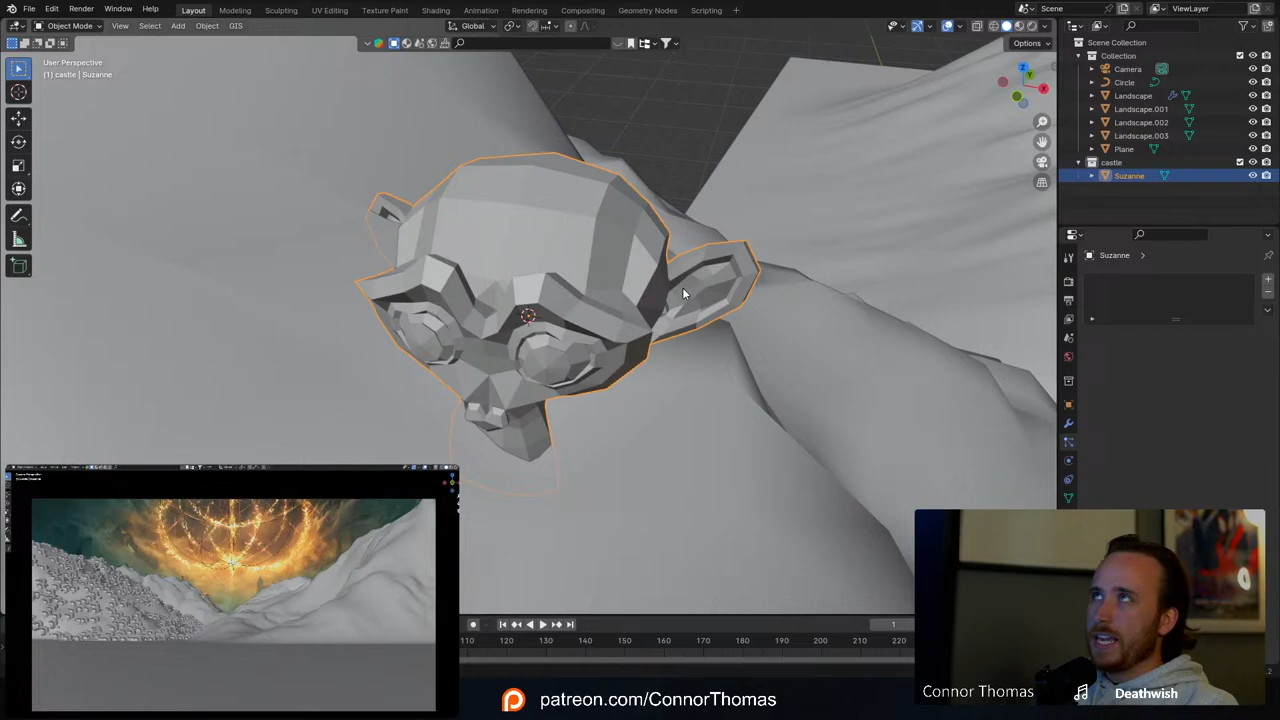 File Edit Render Window Help
Layout Modeling Sculpting UV Editing Texture Paint Shading Animation Rendering Compositing Geometry Nodes Scripting
Scene ViewLayer
Object Mode View Select Add Object GIS Global
Options
User Perspective
(1) castle | Suzanne
Scene Collection
Collection
Camera
Circle
Landscape
Landscape.001
Landscape.002
Landscape.003
Plane
castle
Suzanne
Suzanne
X
Y
Z
1
110 120 130 140 150 160 170 180 190 200 210 220
Connor Thomas Deathwish
patreon.com/ConnorThomas